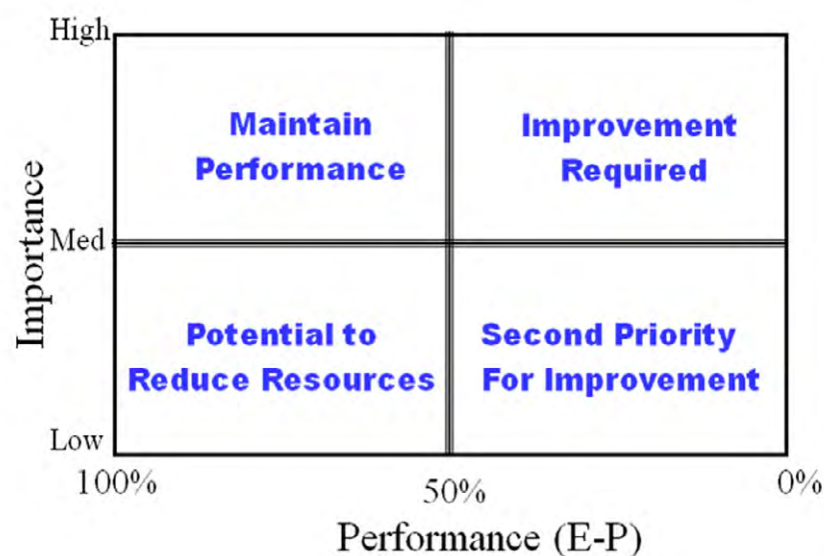 High
Maintain
Performance
Improvement
Required
Importance
Med
Potential to
Reduce Resources
Second Priority
For Improvement
Low
100%
50%
0%
Performance (E-P)